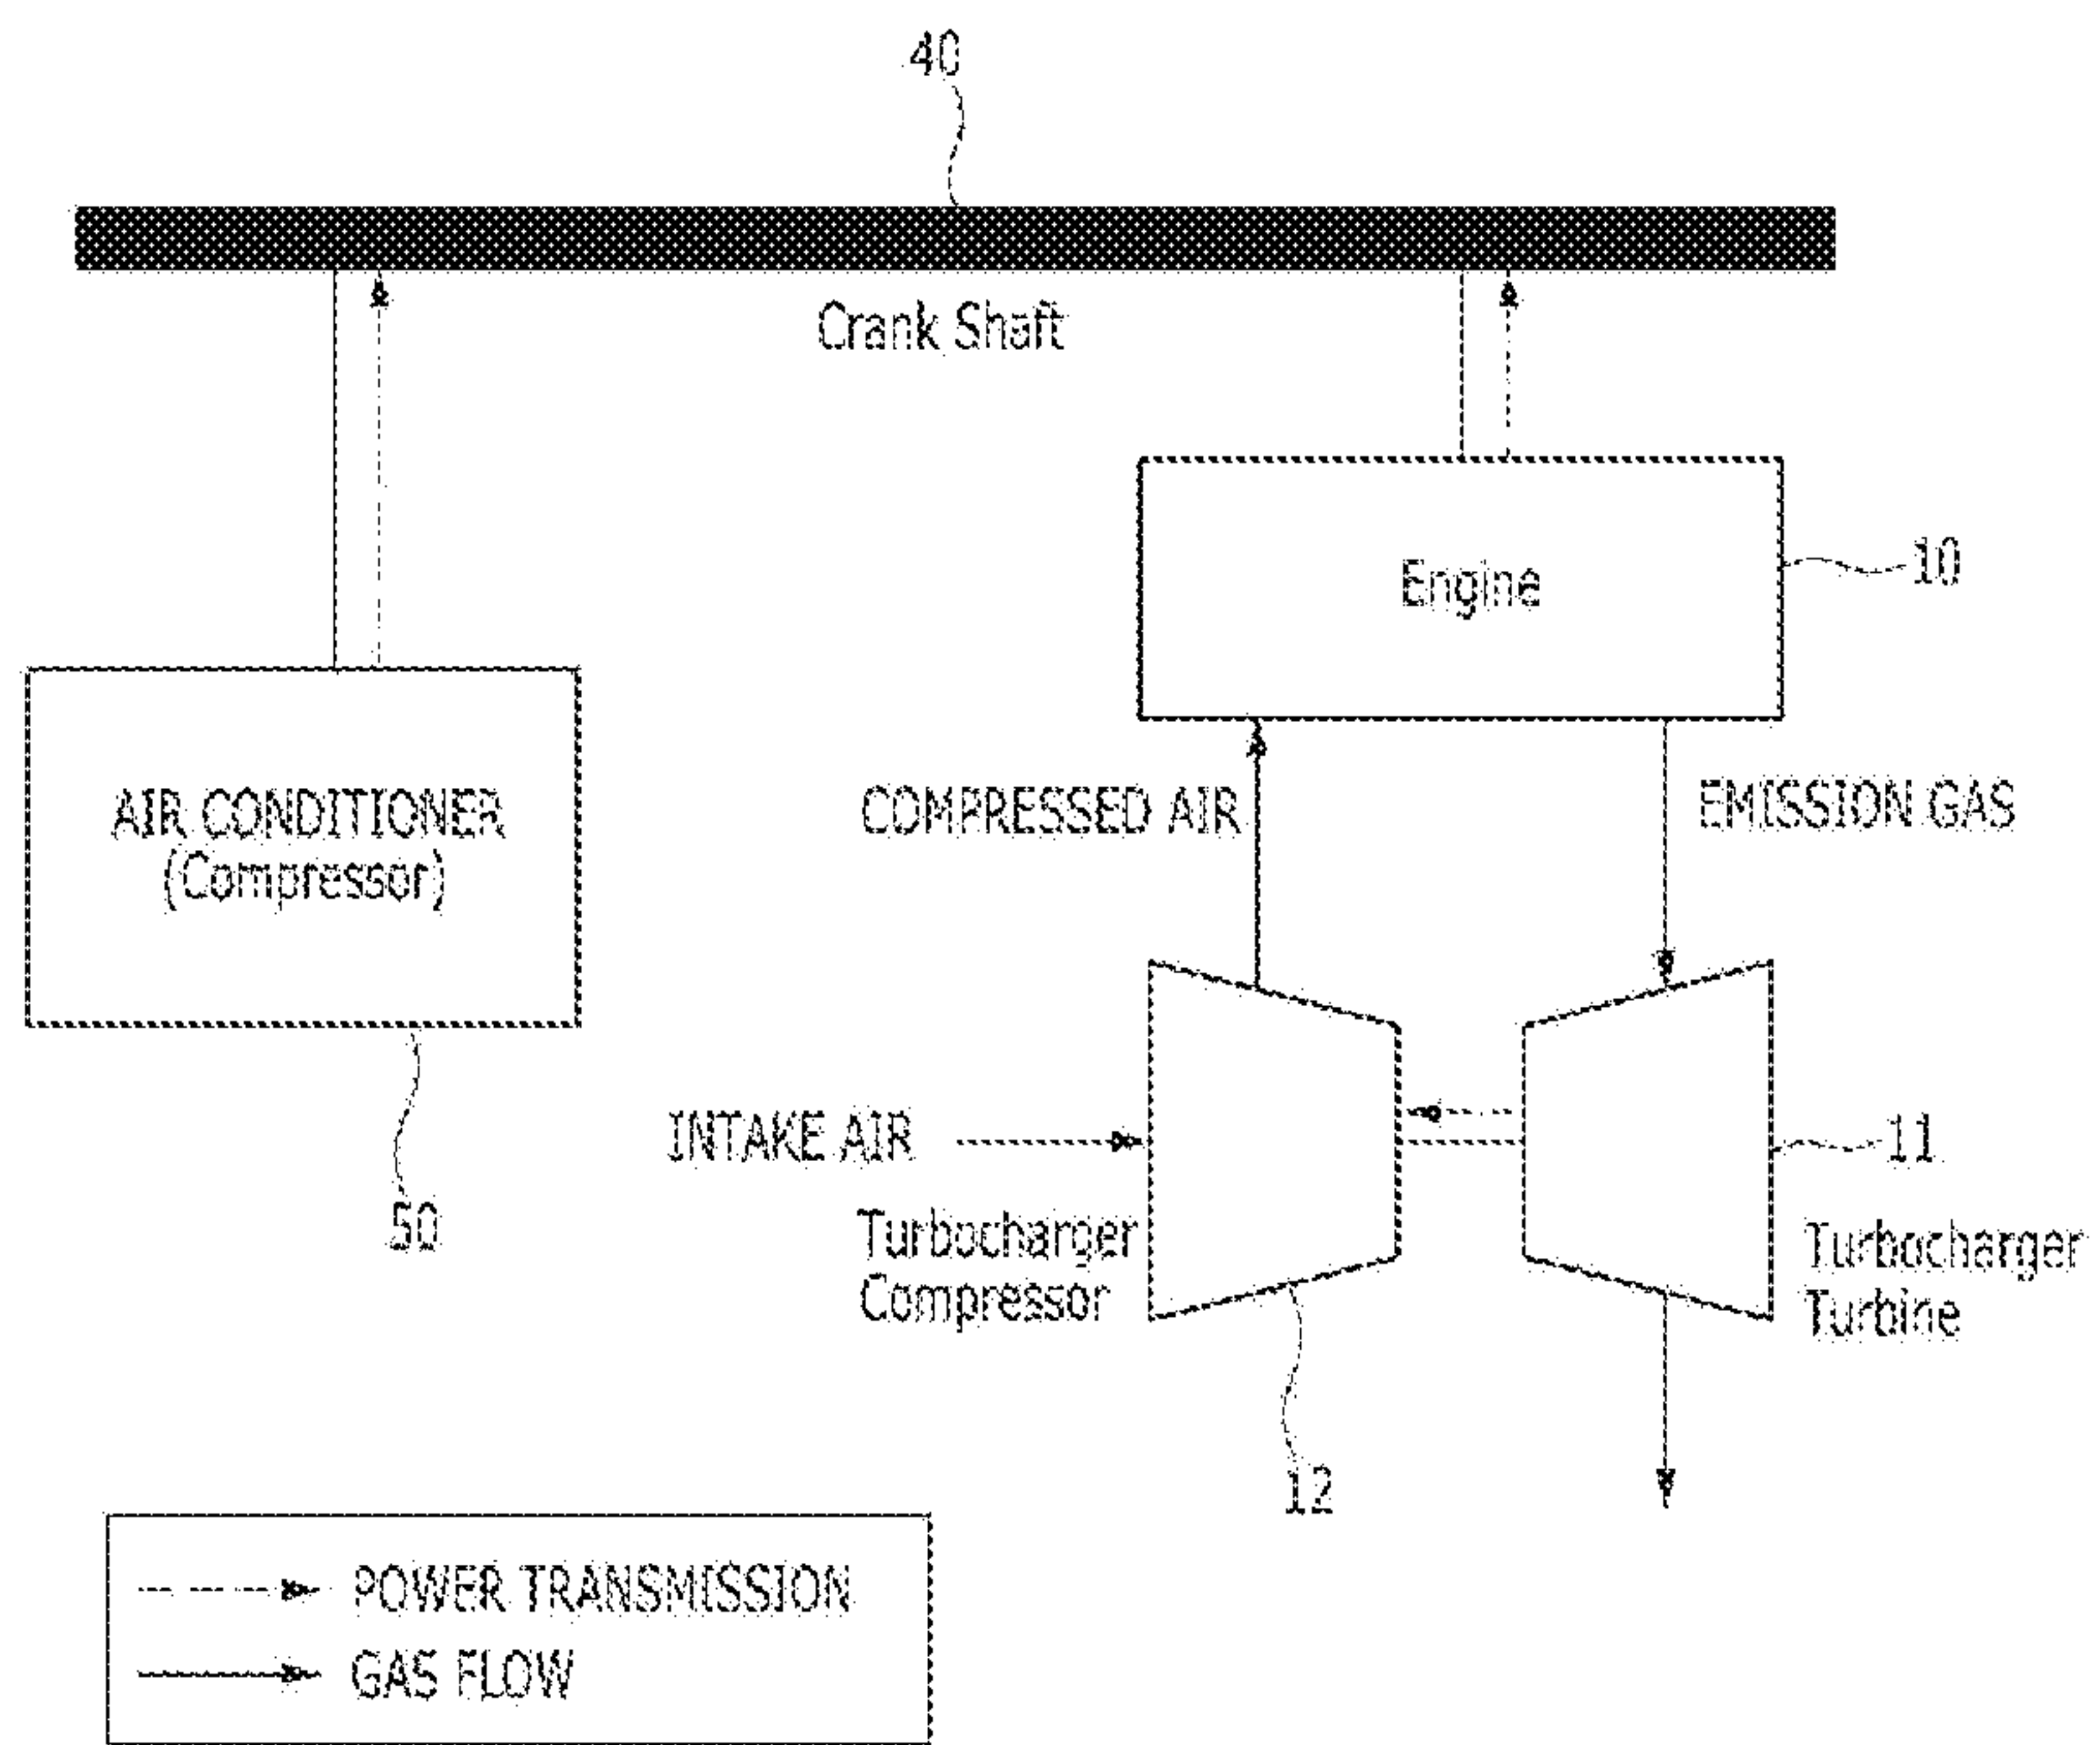 40
Crank Shaft
Engine
10
AIR CONDITIONER
(Compressor)
COMPRESSED AIR
EMISSION GAS
INTAKE AIR
11
50
Turbocharger
Compressor
Turbocharger
Turbine
12
POWER TRANSMISSION
GAS FLOW